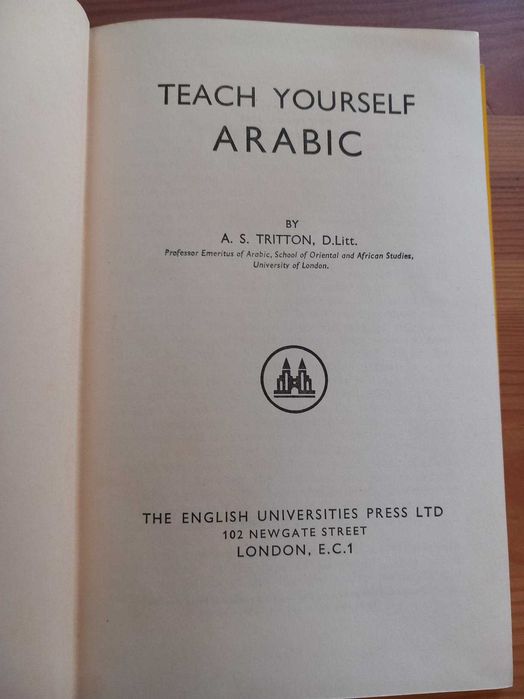 TEACH YOURSELF
ARABIC
BY
A. S. TRITTON, D.Litt.
Professor Emeritus of Arabic, School of Oriental and African Studies,
University of London.
THE ENGLISH UNIVERSITIES PRESS LTD
102 NEWGATE STREET
LONDON, E.C.1